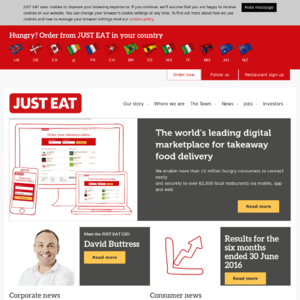 JUST EAT uses cookies to improve your browsing experience. If you continue, we'll assume that you are happy to receive
cookies on our website. You can change your browser's cookie settings at any time. To find out more about how we use
cookies and how to manage your browser settings read our cookies policy
Hide message
Hungry? Order from JUST EAT in your country
UK DK CA FR CH BR ES MX IT IE AU NZ
Order now Follow us Restaurant sign-up
JUST EAT
Our story Where we are The Team News Jobs Investors
The world's leading digital
marketplace for takeaway
food delivery
We enable more than 15 million hungry consumers to connect
easily
and securely to over 62,000 local restaurants via mobile, app
and web
Read more
Meet the JUST EAT CEO
David Buttress
Read more
Results for the
six months
ended 30 June
2016
Read more
Corporate news
Consumer news